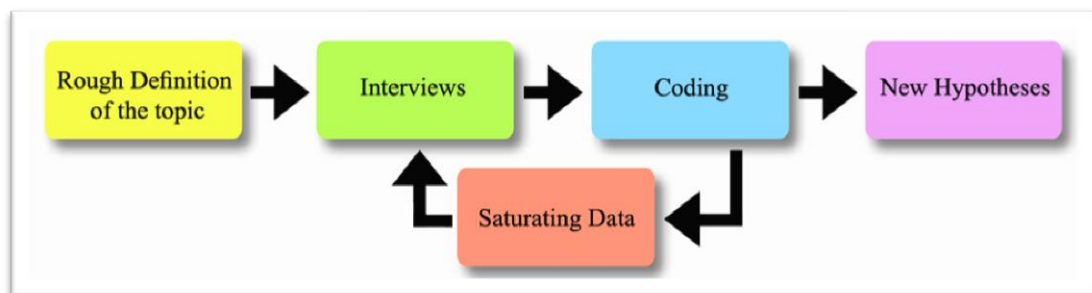 Rough Definition
of the topic
Interviews
Coding
New Hypotheses
Saturating Data